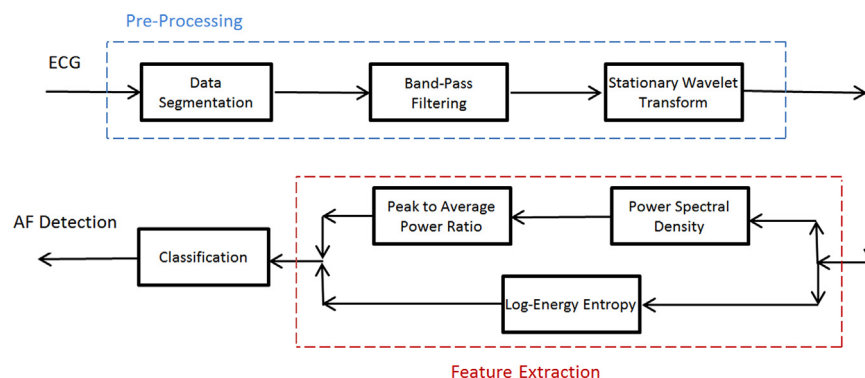 Pre-Processing
ECG
Data
Segmentation
Band-Pass
Filtering
Stationary Wavelet
Transform
AF Detection
Classification
Peak to Average
Power Ratio
Power Spectral
Density
Log-Energy Entropy
Feature Extraction